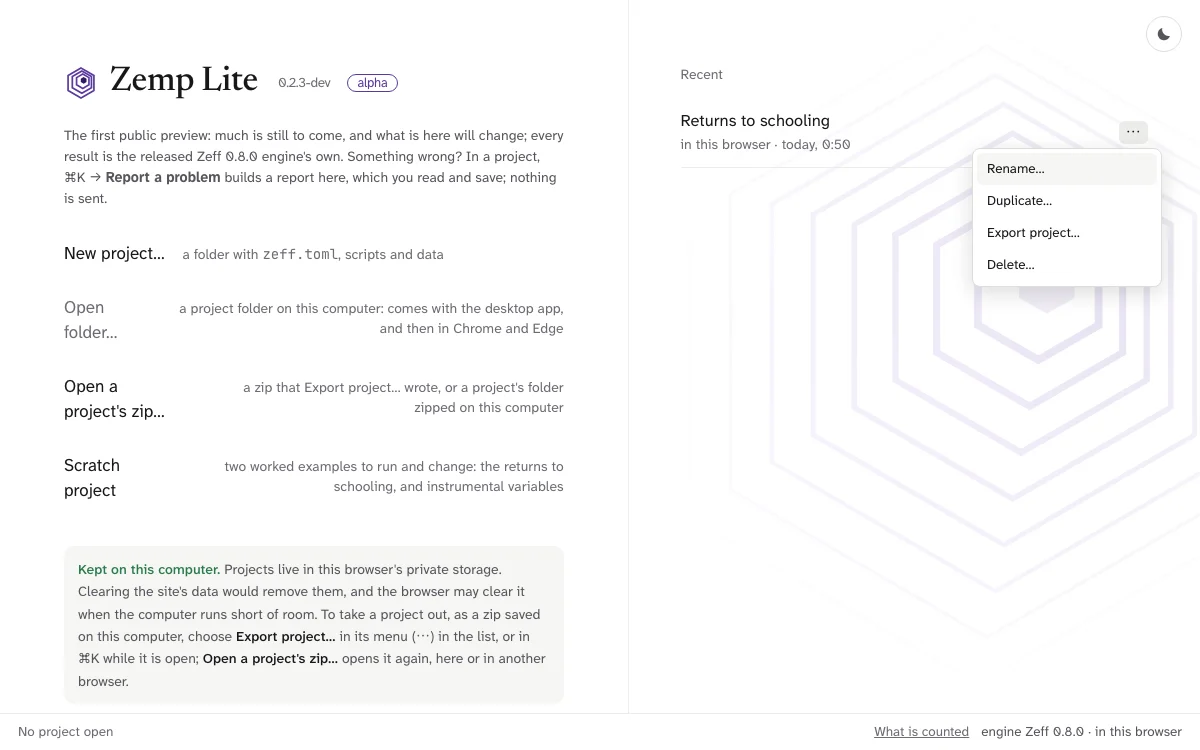 Zemp Lite 0.2.3-dev alpha
The first public preview: much is still to come, and what is here will change; every
result is the released Zeff 0.8.0 engine's own. Something wrong? In a project,
⌘K → Report a problem builds a report here, which you read and save; nothing
is sent.
New project… a folder with zeff.toml, scripts and data
Open
folder…
a project folder on this computer: comes with the desktop app,
and then in Chrome and Edge
Open a
project's zip…
a zip that Export project… wrote, or a project's folder
zipped on this computer
Scratch
project
two worked examples to run and change: the returns to
schooling, and instrumental variables
Kept on this computer. Projects live in this browser's private storage.
Clearing the site's data would remove them, and the browser may clear it
when the computer runs short of room. To take a project out, as a zip saved
on this computer, choose Export project… in its menu (⋯) in the list, or in
⌘K while it is open; Open a project's zip… opens it again, here or in another
browser.
Recent
Returns to schooling
in this browser · today, 0:50
⋯
Rename…
Duplicate…
Export project…
Delete…
No project open
What is counted engine Zeff 0.8.0 · in this browser